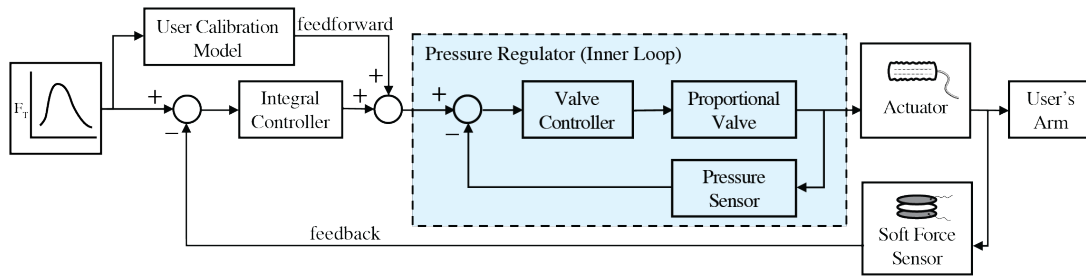 User Calibration
Model
feedforward
Pressure Regulator (Inner Loop)
F_T
+
−
Integral
Controller
+
+
+
−
Valve
Controller
Proportional
Valve
Actuator
User's
Arm
Pressure
Sensor
feedback
Soft Force
Sensor